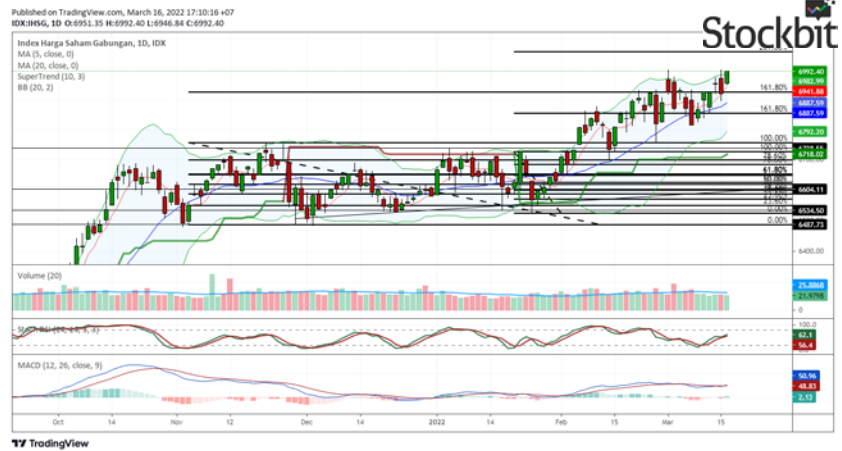 Published on TradingView.com, March 16, 2022 17:10:16 +07
IDX:IHSG, 1D O:6951.35 H:6992.40 L:6946.84 C:6992.40
Stockbit
Index Harga Saham Gabungan, 1D, IDX
MA (5, close, 0)
MA (20, close, 0)
SuperTrend (10, 3)
BB (20, 2)
6992.40
6982.99
161.80%
6941.88
6887.59
161.80%
6887.59
6792.20
100.00%
100.00%
6718.02
61.80%
6604.11
0.00%
6534.50
0.00%
6487.73
6400.00
Volume (20)
25.886B
21.979B
0
100.0
62.1
56.4
MACD (12, 26, close, 9)
50.96
48.83
2.13
Oct 14 Nov 12 Dec 14 2022 14 Feb 15 Mar 15
TradingView